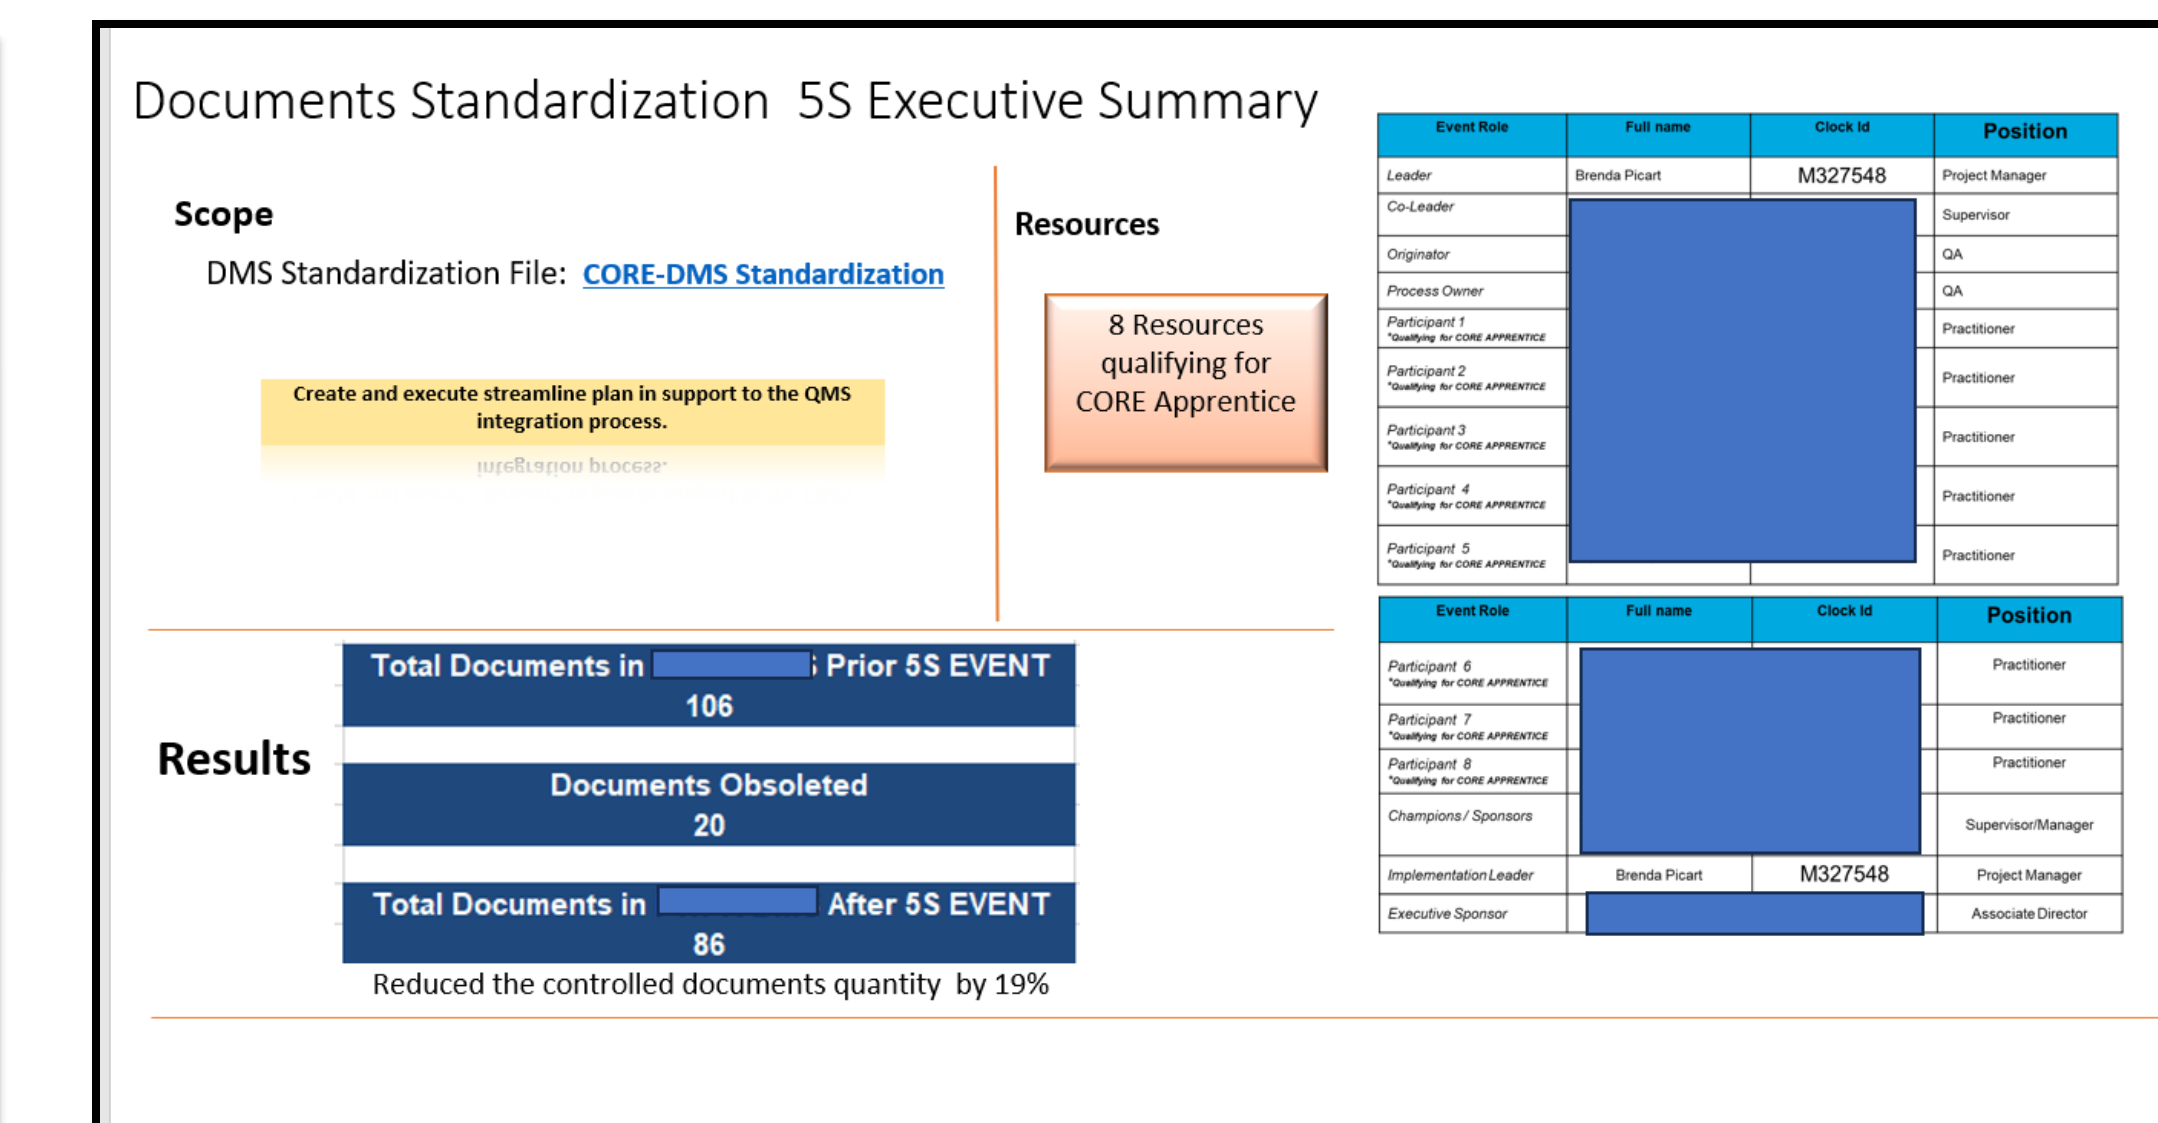 Documents Standardization  5S Executive Summary
Scope
DMS Standardization File:  CORE-DMS Standardization
Create and execute streamline plan in support to the QMS
integration process.
Resources
8 Resources
qualifying for
CORE Apprentice
Event Role Full name Clock Id Position
Leader Brenda Picart M327548 Project Manager
Co-Leader Supervisor
Originator QA
Process Owner QA
Participant 1 Practitioner
*Qualifying for CORE APPRENTICE
Participant 2 Practitioner
*Qualifying for CORE APPRENTICE
Participant 3 Practitioner
*Qualifying for CORE APPRENTICE
Participant 4 Practitioner
*Qualifying for CORE APPRENTICE
Participant 5 Practitioner
*Qualifying for CORE APPRENTICE
Event Role Full name Clock Id Position
Participant 6 Practitioner
*Qualifying for CORE APPRENTICE
Participant 7 Practitioner
*Qualifying for CORE APPRENTICE
Participant 8 Practitioner
*Qualifying for CORE APPRENTICE
Champions / Sponsors Supervisor/Manager
Implementation Leader Brenda Picart M327548 Project Manager
Executive Sponsor Associate Director
Results
Total Documents in Prior 5S EVENT
106
Documents Obsoleted
20
Total Documents in After 5S EVENT
86
Reduced the controlled documents quantity  by 19%